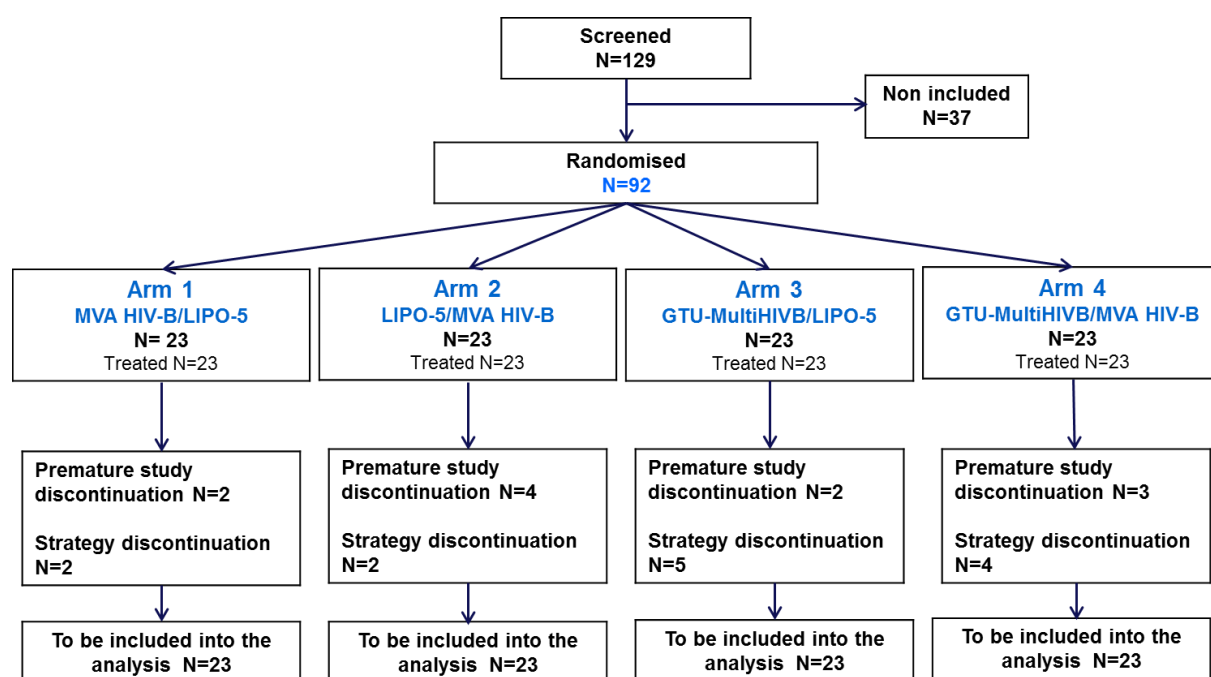 Screened
N=129
Non included
N=37
Randomised
N=92
Arm 1
MVA HIV-B/LIPO-5
N= 23
Treated N=23
Arm 2
LIPO-5/MVA HIV-B
N=23
Treated N=23
Arm 3
GTU-MultiHIVB/LIPO-5
N=23
Treated N=23
Arm 4
GTU-MultiHIVB/MVA HIV-B
N=23
Treated N=23
Premature study
discontinuation N=2
Strategy discontinuation
N=2
Premature study
discontinuation N=4
Strategy discontinuation
N=2
Premature study
discontinuation N=2
Strategy discontinuation
N=5
Premature study
discontinuation N=3
Strategy discontinuation
N=4
To be included into the
analysis N=23
To be included into the
analysis N=23
To be included into the
analysis N=23
To be included into the
analysis N=23